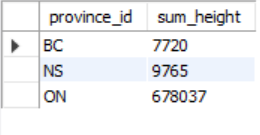 province_id sum_height
BC 7720
NS 9765
ON 678037